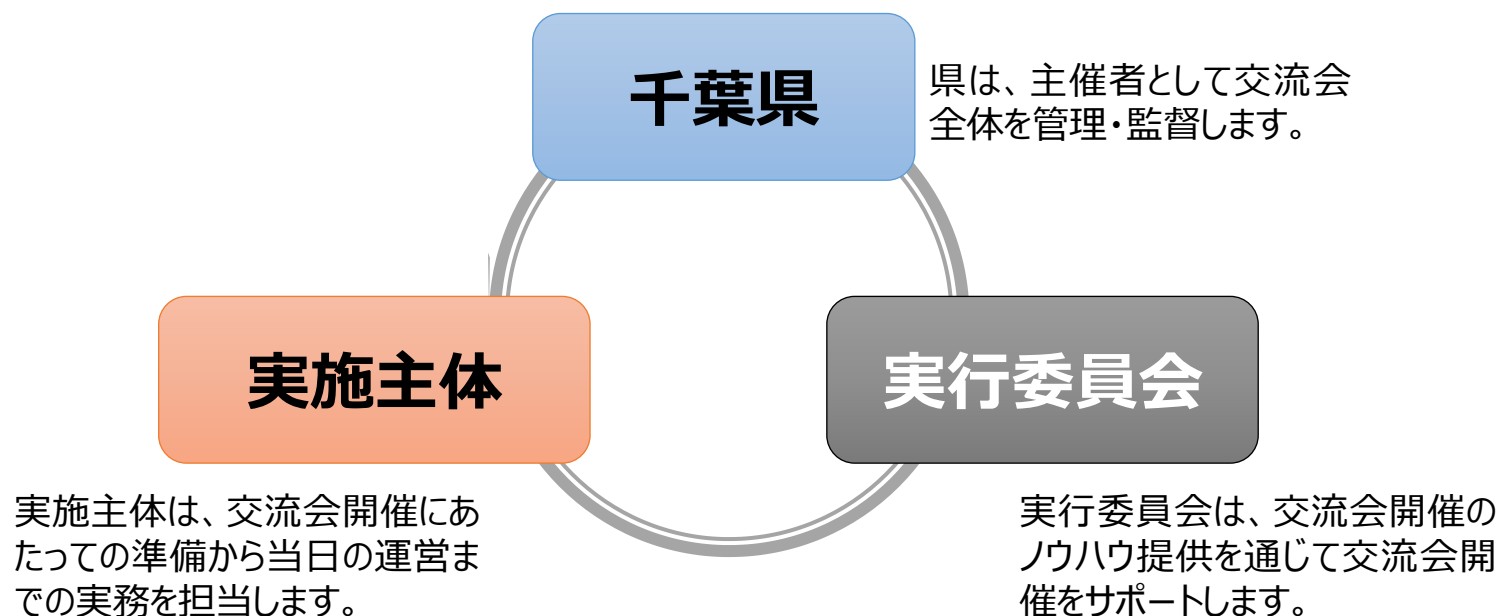 千葉県
県は、主催者として交流会
全体を管理・監督します。
実施主体
実行委員会
実施主体は、交流会開催にあ
たっての準備から当日の運営ま
での実務を担当します。
実行委員会は、交流会開催の
ノウハウ提供を通じて交流会開
催をサポートします。